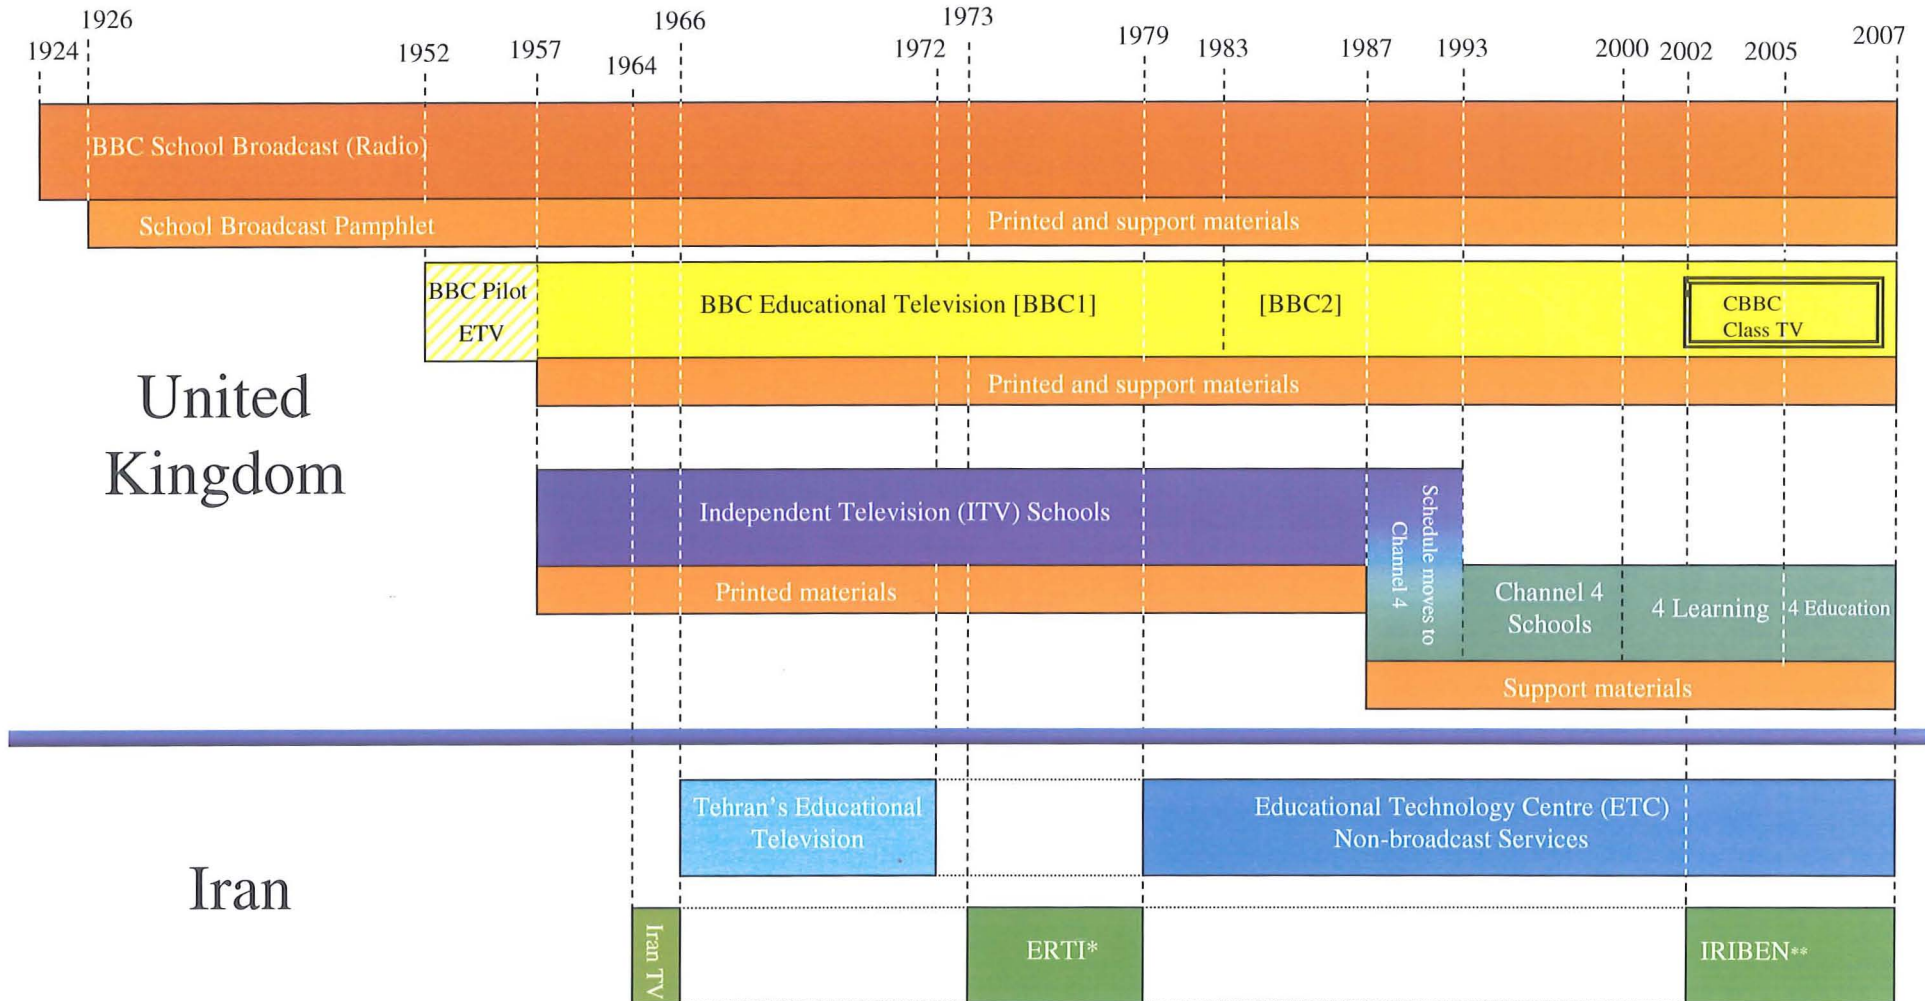 1924
1926
1952
1957
1964
1966
1972
1973
1979
1983
1987
1993
2000
2002
2005
2007
BBC School Broadcast (Radio)
School Broadcast Pamphlet
Printed and support materials
BBC Pilot
ETV
BBC Educational Television [BBC1]
[BBC2]
CBBC
Class TV
Printed and support materials
United
Kingdom
Independent Television (ITV) Schools
Schedule moves to
Channel 4
Printed materials
Channel 4
Schools
4 Learning
4 Education
Support materials
Iran
Tehran's Educational
Television
Educational Technology Centre (ETC)
Non-broadcast Services
Iran TV
ERTI*
IRIBEN**